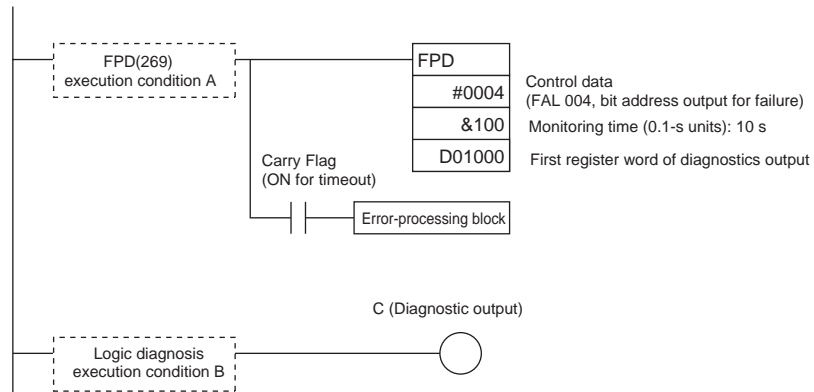 FPD(269)
execution condition A
FPD
#0004
Control data
(FAL 004, bit address output for failure)
&100
Monitoring time (0.1-s units): 10 s
D01000
First register word of diagnostics output
Carry Flag
(ON for timeout)
Error-processing block
C (Diagnostic output)
Logic diagnosis
execution condition B